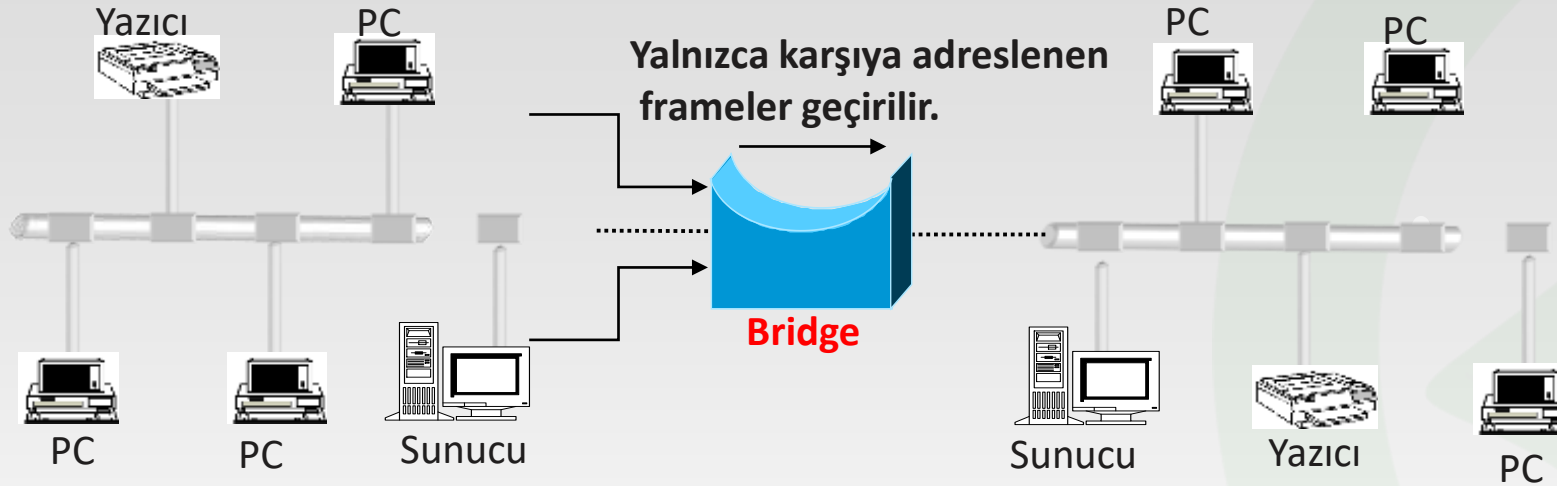 Yazıcı
PC
Yalnızca karşıya adreslenen
frameler geçirilir.
PC
PC
Bridge
PC
PC
Sunucu
Sunucu
Yazıcı
PC